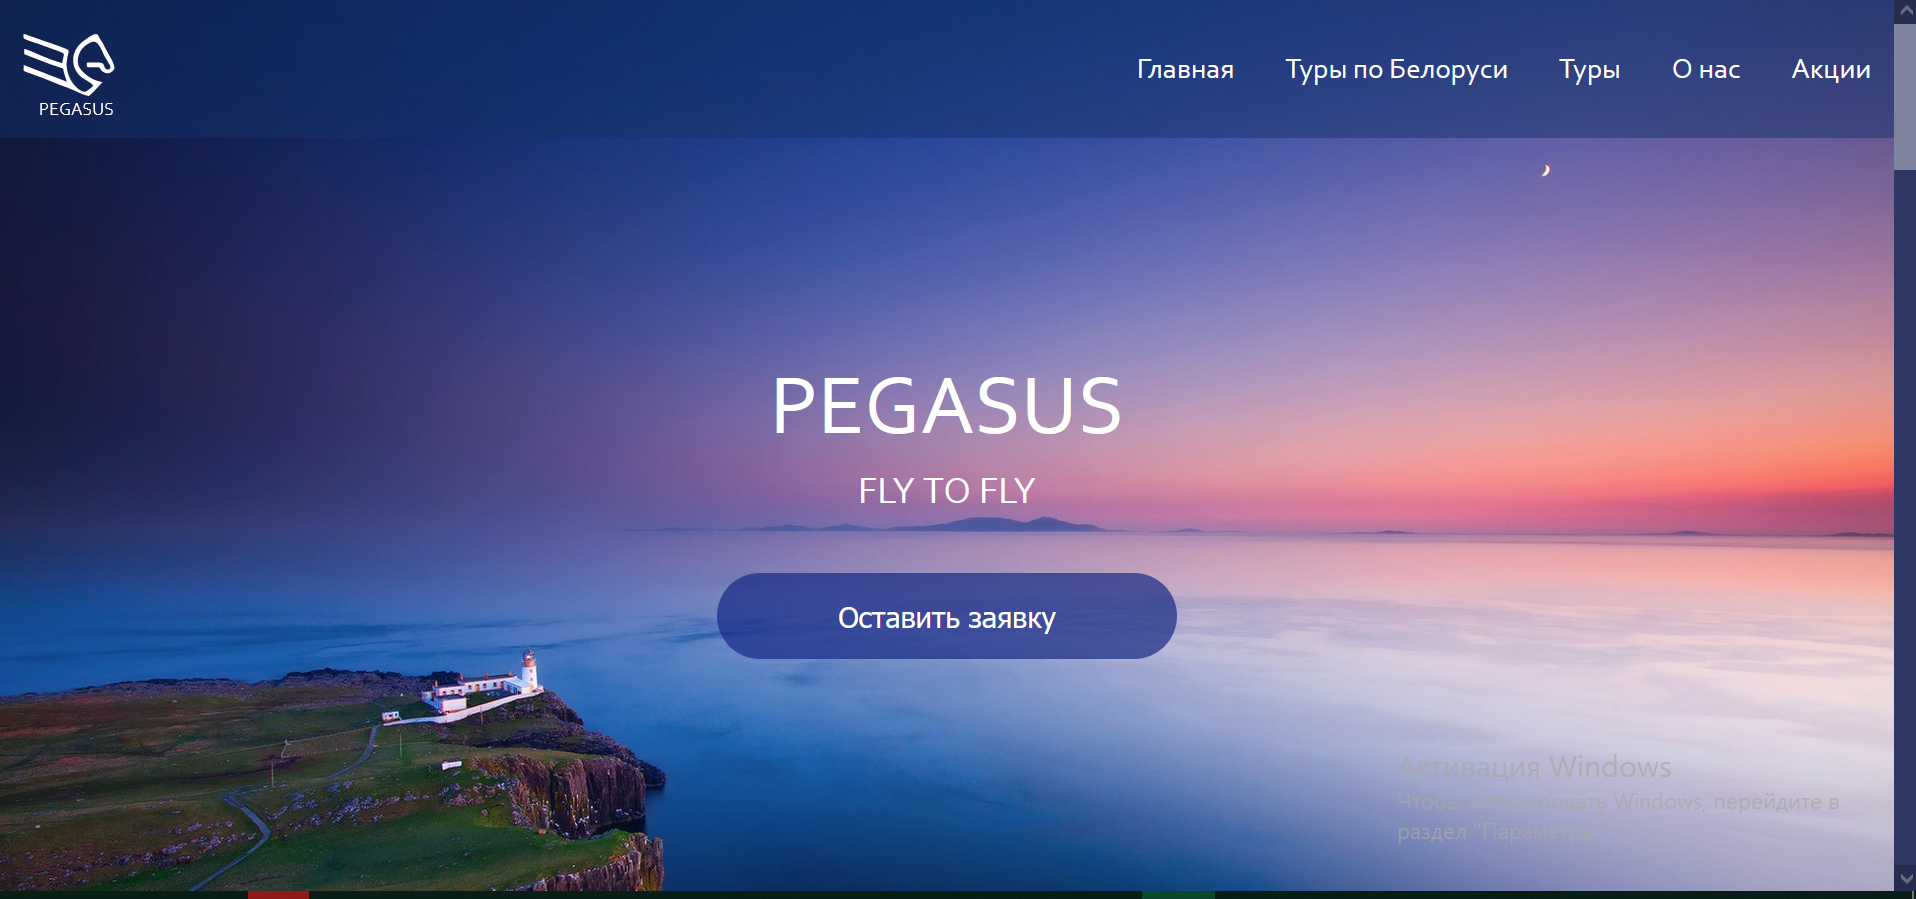 PEGASUS
Главная Туры по Белоруси Туры О нас Акции
PEGASUS
FLY TO FLY
Оставить заявку
Активация Windows
Чтобы активировать Windows, перейдите в
раздел "Параметры".